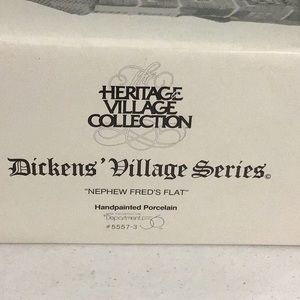 The
HERITAGE
VILLAGE
COLLECTION
Dickens' Village Series©
"NEPHEW FRED'S FLAT"
Handpainted Porcelain
Department 56
#5557-3